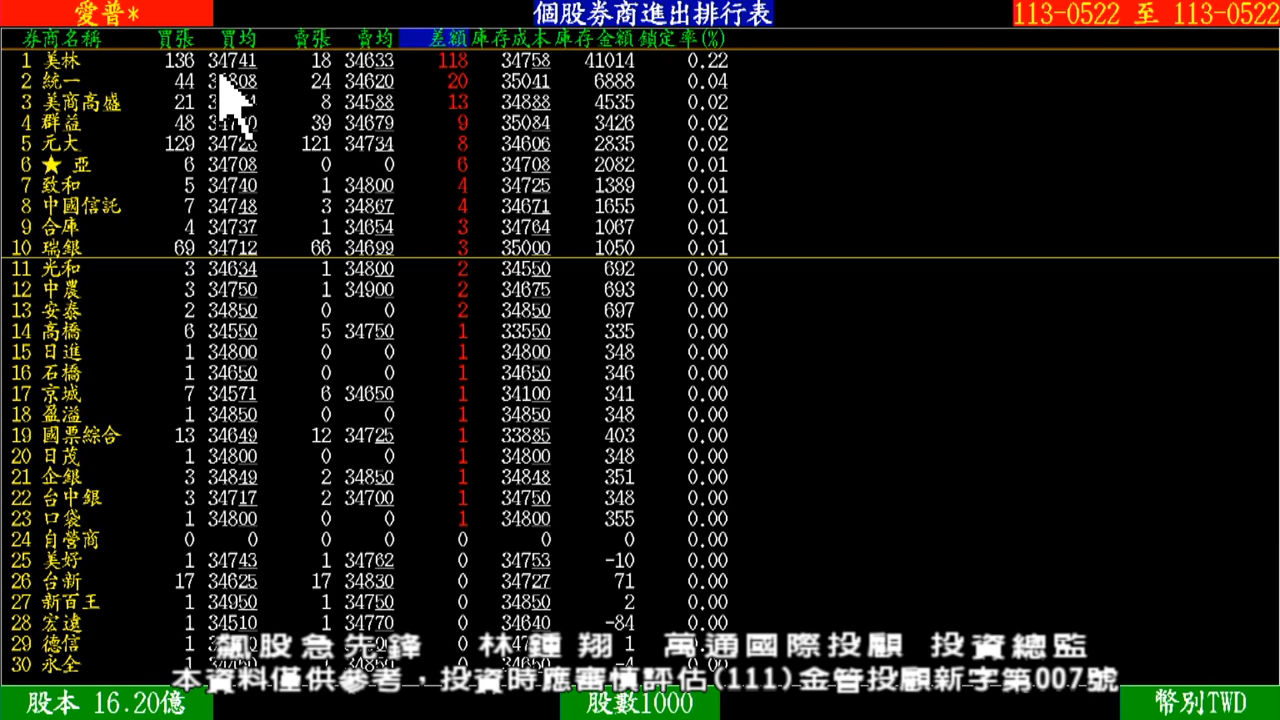 愛普* 個股券商進出排行表 113-0522 至 113-0522
券商名稱 買張 買均 賣張 賣均 差額 庫存成本 庫存金額 鎖定率(%)
1 美林 136 34741 18 34633 118 34758 41014 0.22
2 統一 44 24 34620 20 35041 6888 0.04
3 美商高盛 21 8 34588 13 34888 4535 0.02
4 群益 48 39 34679 9 35084 3426 0.02
5 元大 129 121 34734 8 34606 2835 0.02
6 ★ 亞 6 34708 0 0 6 34708 2082 0.01
7 致和 5 34740 1 34800 4 34725 1389 0.01
8 中國信託 7 34748 3 34867 4 34671 1655 0.01
9 合庫 4 34737 1 34654 3 34764 1067 0.01
10 瑞銀 69 34712 66 34699 3 35000 1050 0.01
11 光和 3 34634 1 34800 2 34550 692 0.00
12 中農 3 34750 1 34900 2 34675 693 0.00
13 安泰 2 34850 0 0 2 34850 697 0.00
14 高橋 6 34550 5 34750 1 33550 335 0.00
15 日進 1 34800 0 0 1 34800 348 0.00
16 石橋 1 34650 0 0 1 34650 346 0.00
17 京城 7 34571 6 34650 1 34100 341 0.00
18 盈溢 1 34850 0 0 1 34850 348 0.00
19 國票綜合 13 34649 12 34725 1 33885 403 0.00
20 日茂 1 34800 0 0 1 34800 348 0.00
21 企銀 3 34849 2 34850 1 34848 351 0.00
22 台中銀 3 34717 2 34700 1 34750 348 0.00
23 口袋 1 34800 0 0 1 34800 355 0.00
24 自營商 0 0 0 0 0 0 0 0.00
25 美好 1 34743 1 34762 0 34753 -10 0.00
26 台新 17 34625 17 34830 0 34727 71 0.00
27 新百王 1 34950 1 34750 0 34850 2 0.00
28 宏遠 1 34510 1 34770 0 34640 -84 0.00
29 德信 1 0.00
30 永全
飆股急先鋒 林鍾翔 萬通國際投顧 投資總監
本資料僅供參考，投資時應審慎評估(111)金管投顧新字第007號
股本 16.20億 股數1000 幣別TWD